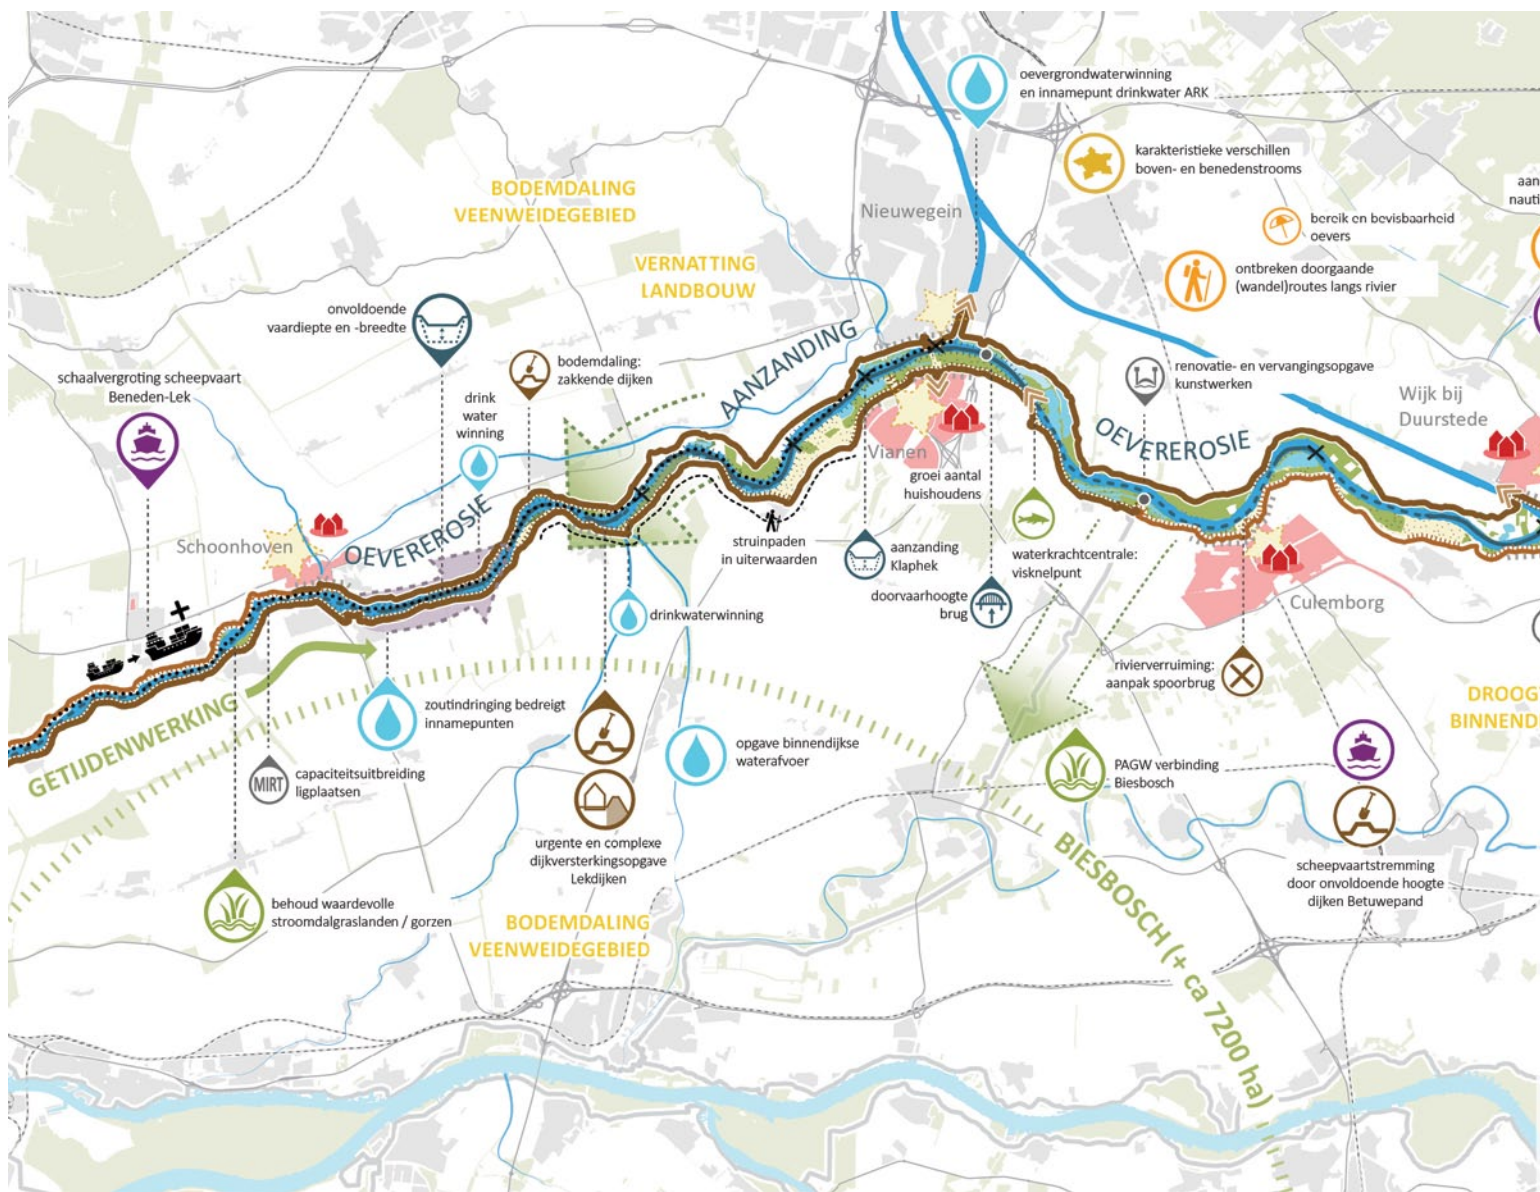 oevergrondwaterwinning
en innamepunt drinkwater ARK
karakteristieke verschillen
boven- en benedenstrooms
BODEMDALING
VEENWEIDEGEBIED
Nieuwegein
bereik en bevisbaarheid
oevers
aan
nauti
VERNATTING
LANDBOUW
ontbreken doorgaande
(wandel)routes langs rivier
onvoldoende
vaardiepte en -breedte
AANZANDING
bodemdaling:
zakkende dijken
schaalvergroting scheepvaart
Beneden-Lek
drink
water
winning
renovatie- en vervangingsopgave
kunstwerken
Wijk bij
Duurstede
OEVEREROSIE
Vianen
groei aantal
huishoudens
Schoonhoven
OEVEREROSIE
struinpaden
in uiterwaarden
aanzanding
Klaphek
waterkrachtcentrale:
visknelpunt
doorvaarhoogte
brug
Culemborg
drinkwaterwinning
rivierverruiming:
aanpak spoorbrug
GETIJDENWERKING
zoutindringing bedreigt
innamepunten
DROOG
BINNEND
opgave binnendijkse
waterafvoer
PAGW verbinding
Biesbosch
MIRT
capaciteitsuitbreiding
ligplaatsen
urgente en complexe
dijkversterkingsopgave
Lekdijken
BIESBOSCH (+ ca 7200 ha)
scheepvaartstremming
door onvoldoende hoogte
dijken Betuwepand
behoud waardevolle
stroomdalgraslanden / gorzen
BODEMDALING
VEENWEIDEGEBIED